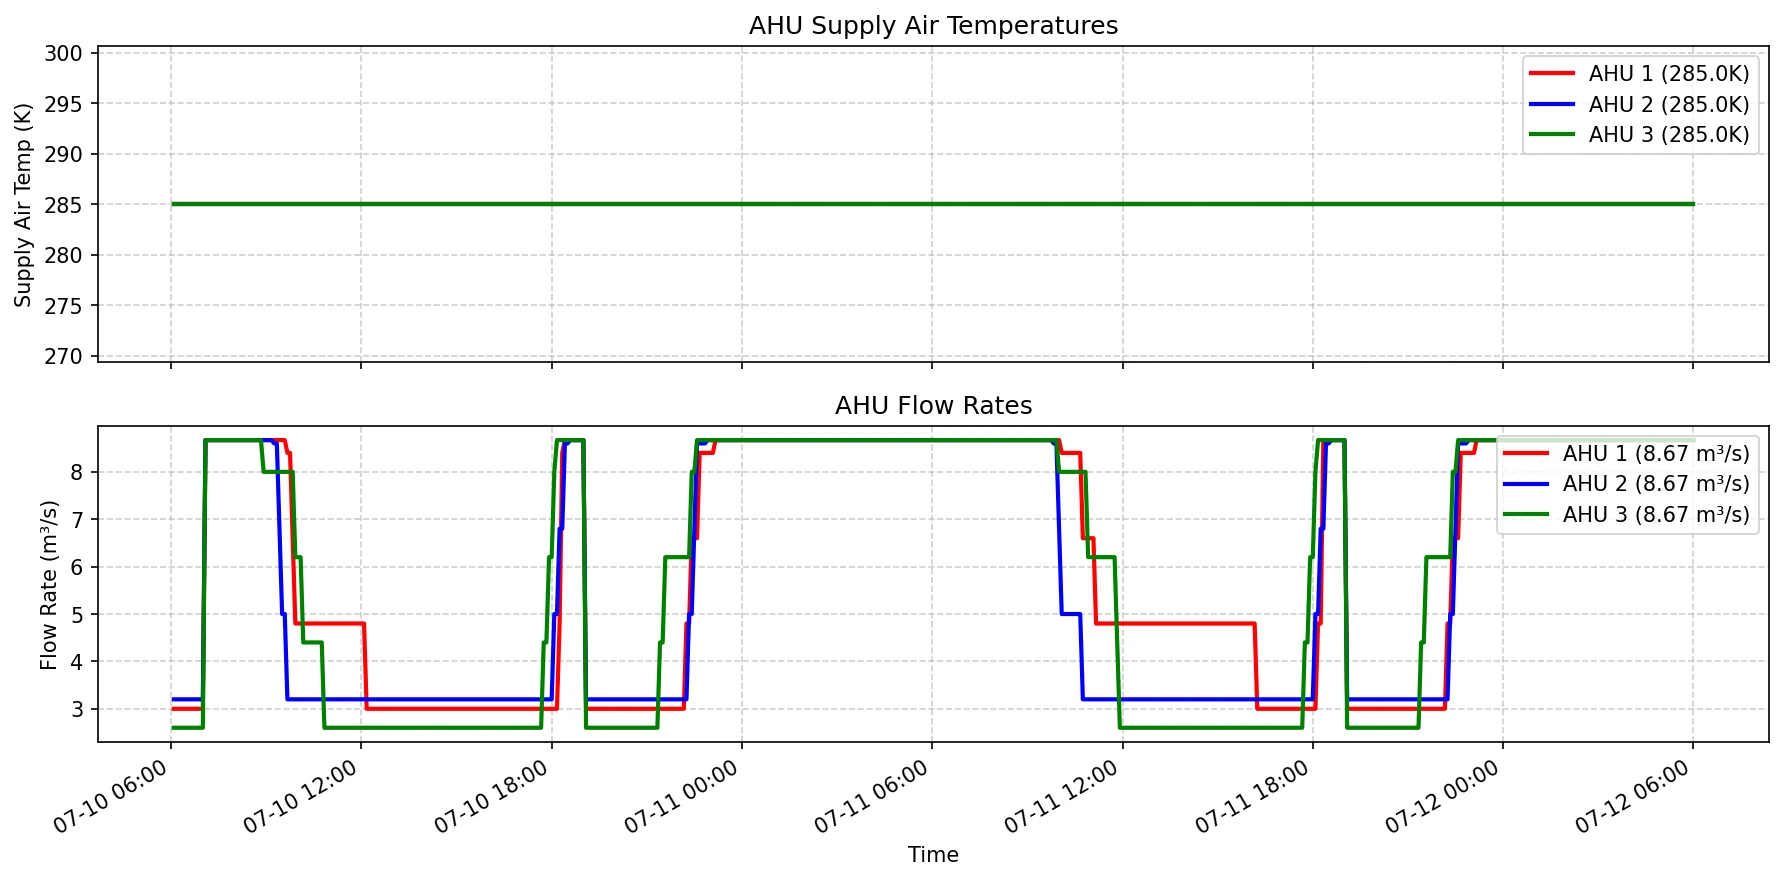 AHU Supply Air Temperatures
Supply Air Temp (K)
300
295
290
285
280
275
270
AHU 1 (285.0K)
AHU 2 (285.0K)
AHU 3 (285.0K)
AHU Flow Rates
Flow Rate (m³/s)
8
7
6
5
4
3
AHU 1 (8.67 m³/s)
AHU 2 (8.67 m³/s)
AHU 3 (8.67 m³/s)
07-10 06:00
07-10 12:00
07-10 18:00
07-11 00:00
07-11 06:00
07-11 12:00
07-11 18:00
07-12 00:00
07-12 06:00
Time